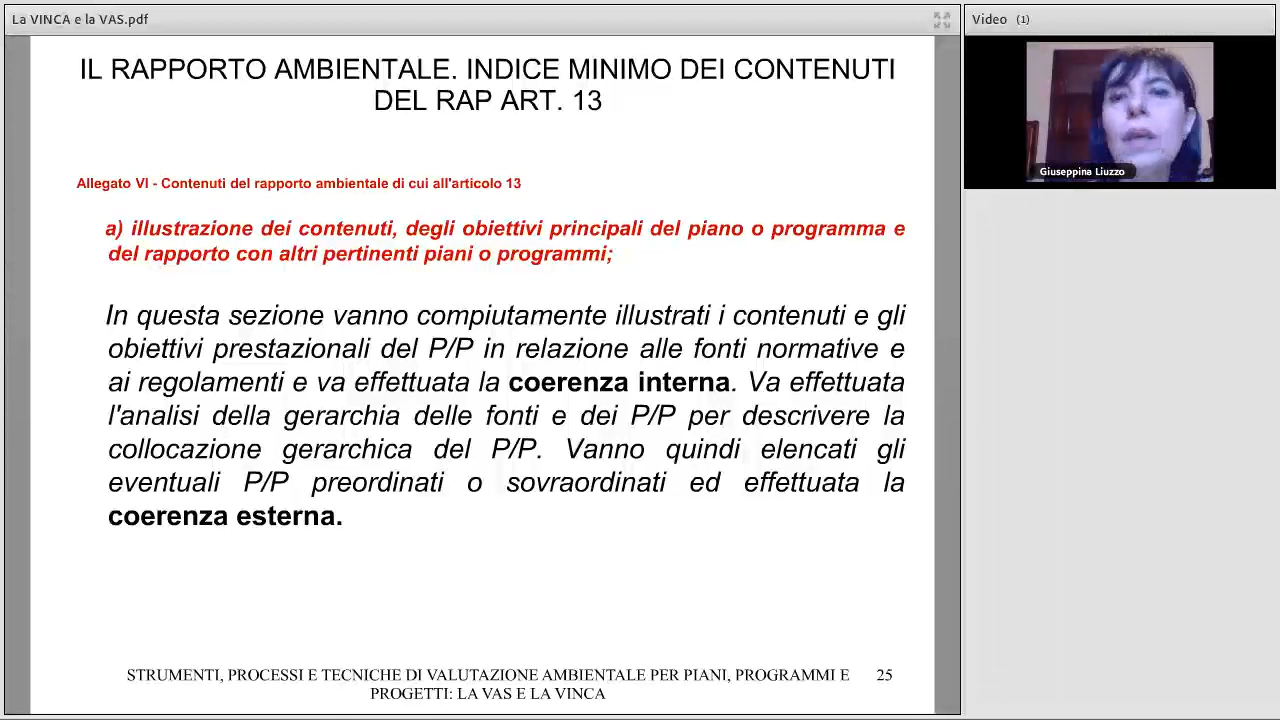 La VINCA e la VAS.pdf
Video (1)
IL RAPPORTO AMBIENTALE. INDICE MINIMO DEI CONTENUTI
DEL RAP ART. 13
Giuseppina Liuzzo
Allegato VI - Contenuti del rapporto ambientale di cui all'articolo 13
a) illustrazione dei contenuti, degli obiettivi principali del piano o programma e
del rapporto con altri pertinenti piani o programmi;
In questa sezione vanno compiutamente illustrati i contenuti e gli
obiettivi prestazionali del P/P in relazione alle fonti normative e
ai regolamenti e va effettuata la coerenza interna. Va effettuata
l'analisi della gerarchia delle fonti e dei P/P per descrivere la
collocazione gerarchica del P/P. Vanno quindi elencati gli
eventuali P/P preordinati o sovraordinati ed effettuata la
coerenza esterna.
STRUMENTI, PROCESSI E TECNICHE DI VALUTAZIONE AMBIENTALE PER PIANI, PROGRAMMI E
PROGETTI: LA VAS E LA VINCA
25